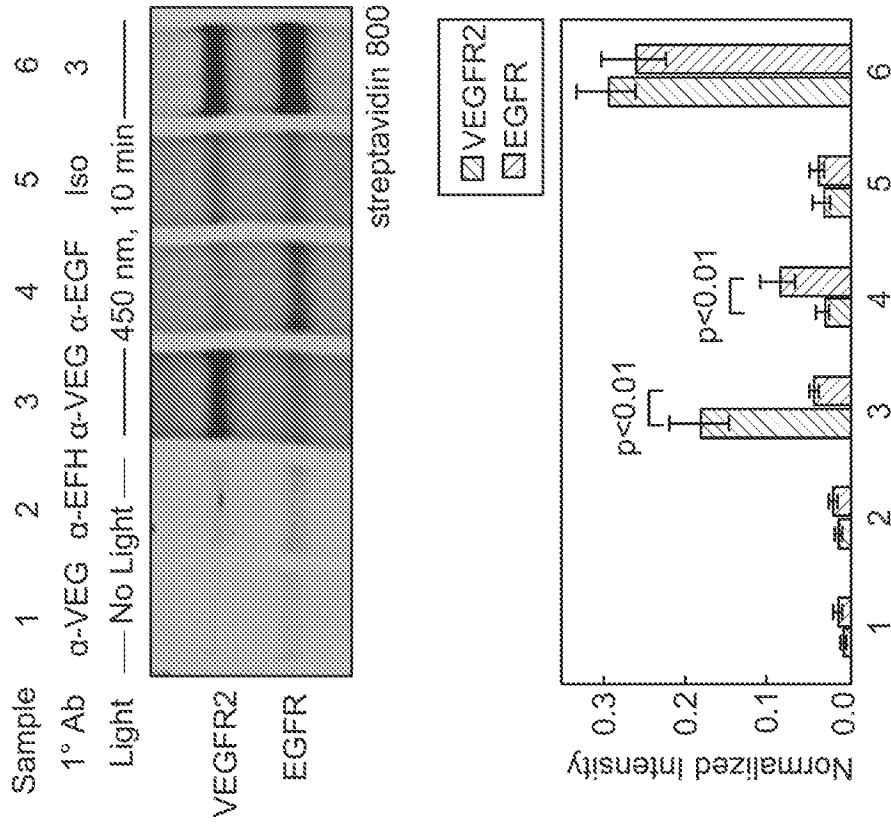 Sample 1 2 3 4 5 6
1° Ab α-VEG α-EFH α-VEG α-EGF Iso 3
Light No Light 450 nm, 10 min
VEGFR2
EGFR
streptavidin 800
VEGFR2
EGFR
Normalized Intensity
0.3
0.2
0.1
0.0
p<0.01
p<0.01
1 2 3 4 5 6